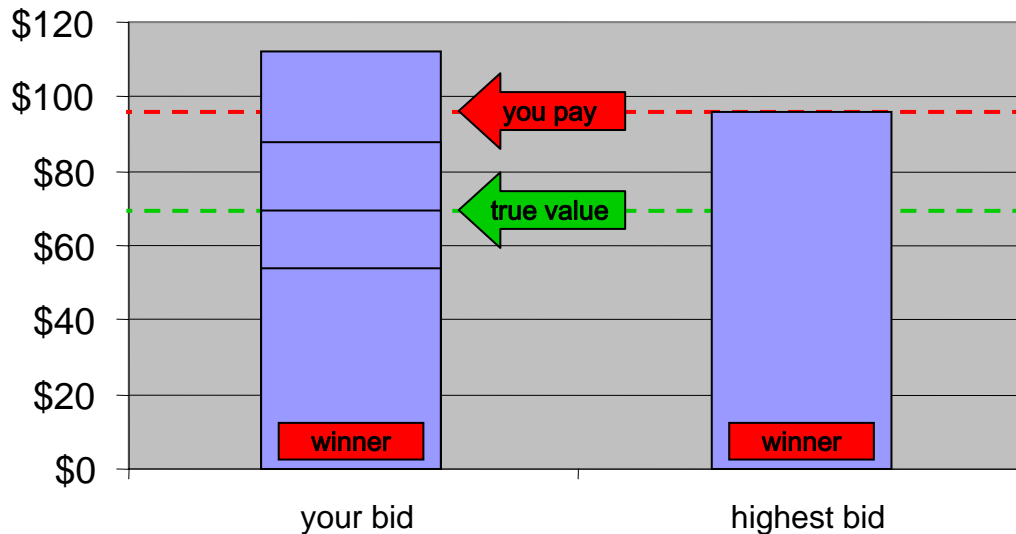 $120
$100
you pay
$80
true value
$60
$40
$20
winner
winner
$0
your bid
highest bid